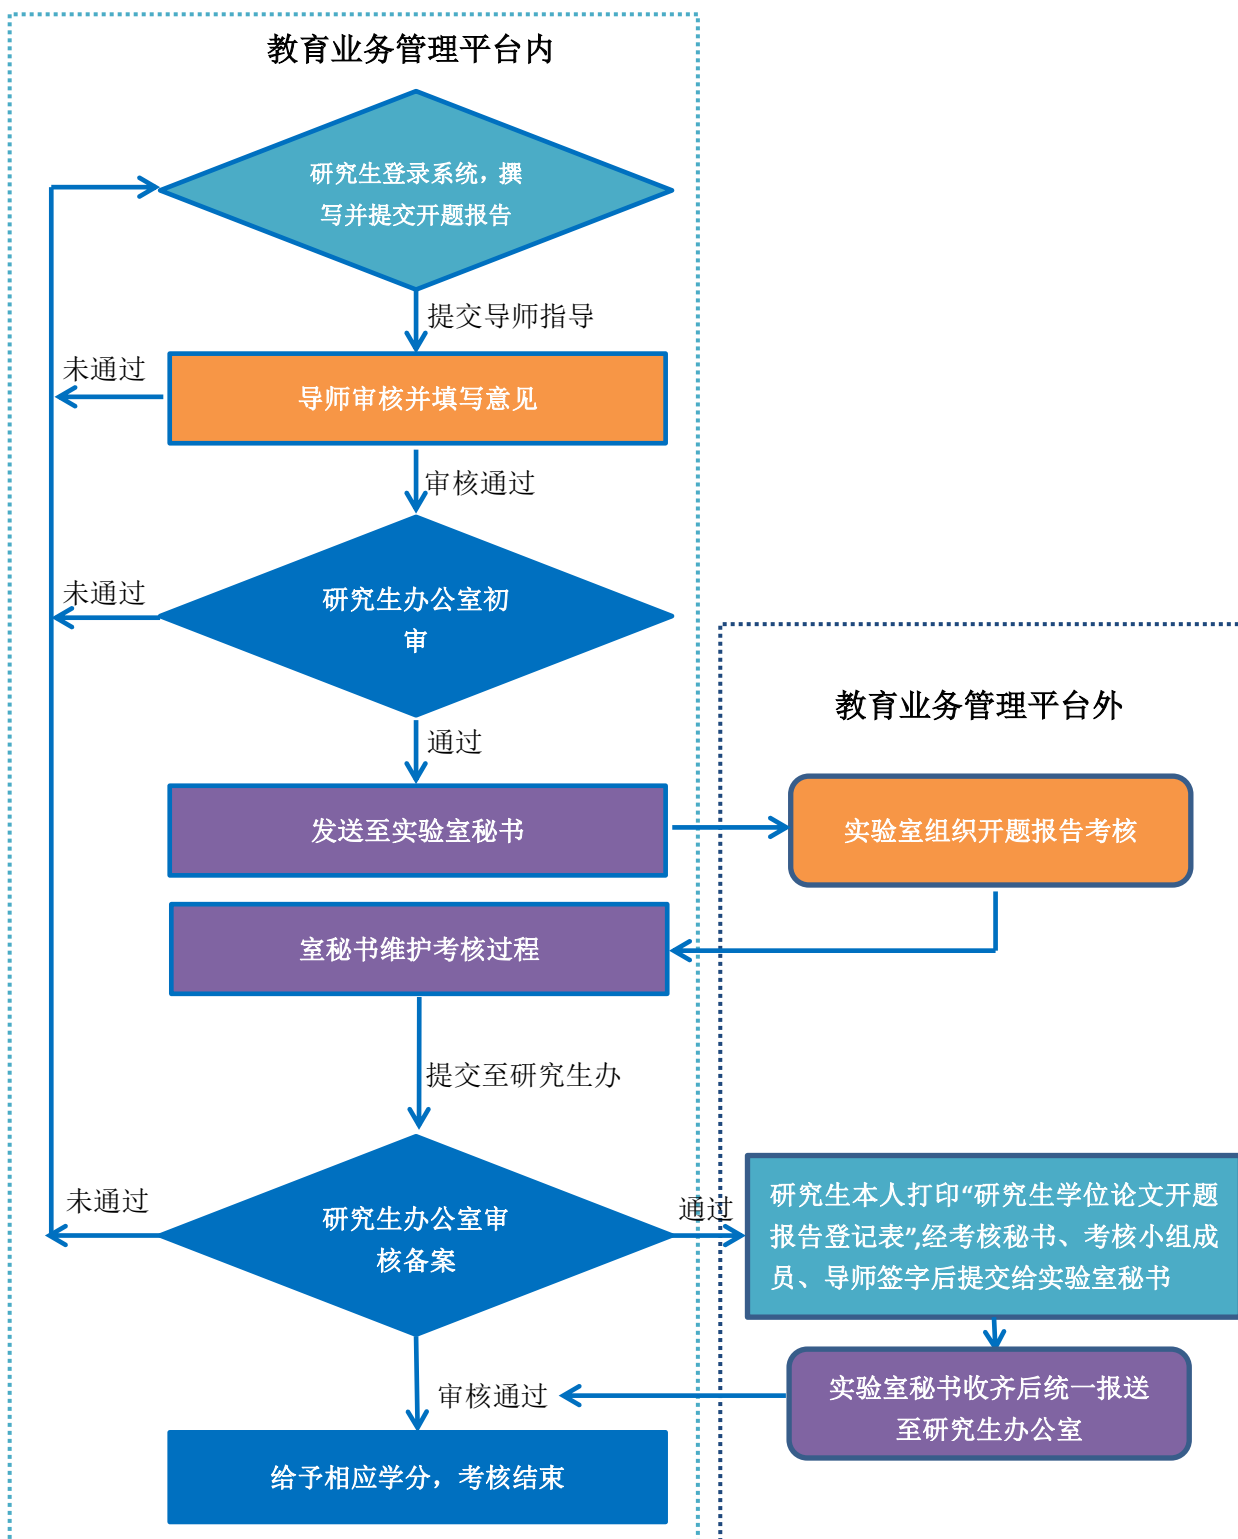 教育业务管理平台内
研究生登录系统，撰
写并提交开题报告
提交导师指导
未通过
导师审核并填写意见
审核通过
未通过
研究生办公室初
审
通过
教育业务管理平台外
发送至实验室秘书
实验室组织开题报告考核
室秘书维护考核过程
提交至研究生办
未通过
研究生办公室审
核备案
通过
研究生本人打印“研究生学位论文开题
报告登记表”,经考核秘书、考核小组成
员、导师签字后提交给实验室秘书
审核通过
实验室秘书收齐后统一报送
至研究生办公室
给予相应学分，考核结束